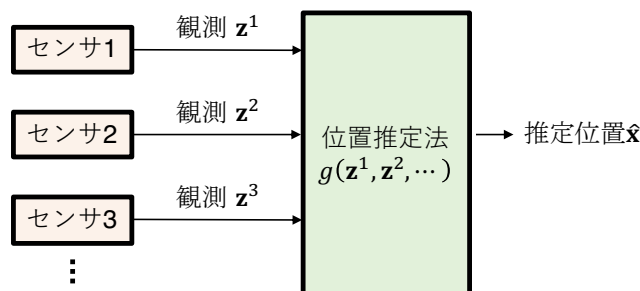 センサ1
観測 z¹
センサ2
観測 z²
センサ3
観測 z³
⋮
位置推定法
g(z¹, z², ⋯)
推定位置x̂